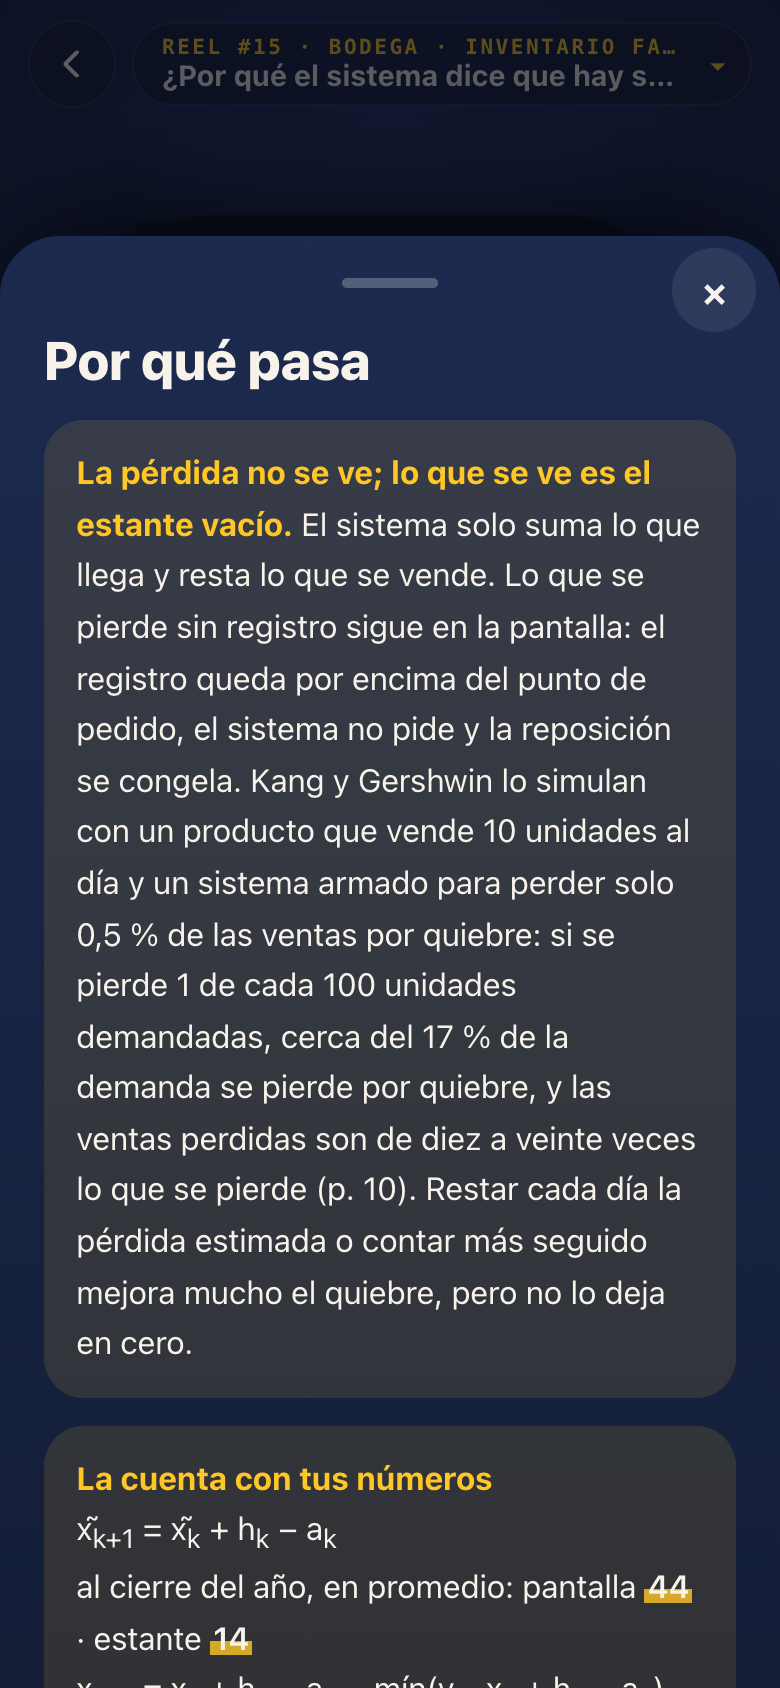 REEL #15 · BODEGA · INVENTARIO FA…
¿Por qué el sistema dice que hay s...
Por qué pasa
La pérdida no se ve; lo que se ve es el
estante vacío. El sistema solo suma lo que
llega y resta lo que se vende. Lo que se
pierde sin registro sigue en la pantalla: el
registro queda por encima del punto de
pedido, el sistema no pide y la reposición
se congela. Kang y Gershwin lo simulan
con un producto que vende 10 unidades al
día y un sistema armado para perder solo
0,5 % de las ventas por quiebre: si se
pierde 1 de cada 100 unidades
demandadas, cerca del 17 % de la
demanda se pierde por quiebre, y las
ventas perdidas son de diez a veinte veces
lo que se pierde (p. 10). Restar cada día la
pérdida estimada o contar más seguido
mejora mucho el quiebre, pero no lo deja
en cero.
La cuenta con tus números
x̃k+1 = x̃k + hk − ak
al cierre del año, en promedio: pantalla 44
· estante 14